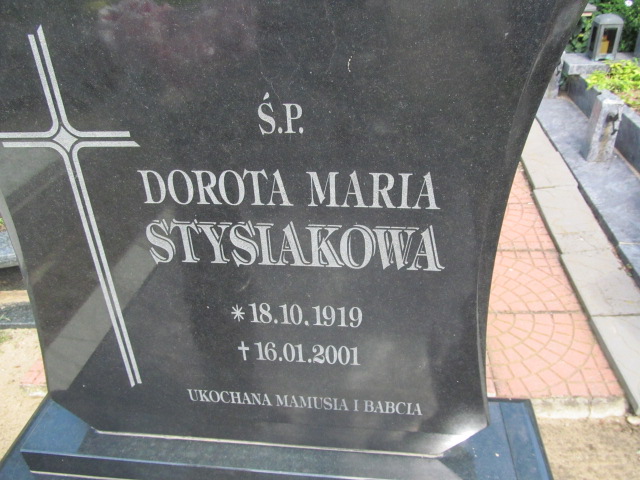 Ś.P.
DOROTA MARIA
STYSIAKOWA
* 18.10.1919
✝ 16.01.2001
UKOCHANA MAMUSIA I BABCIA